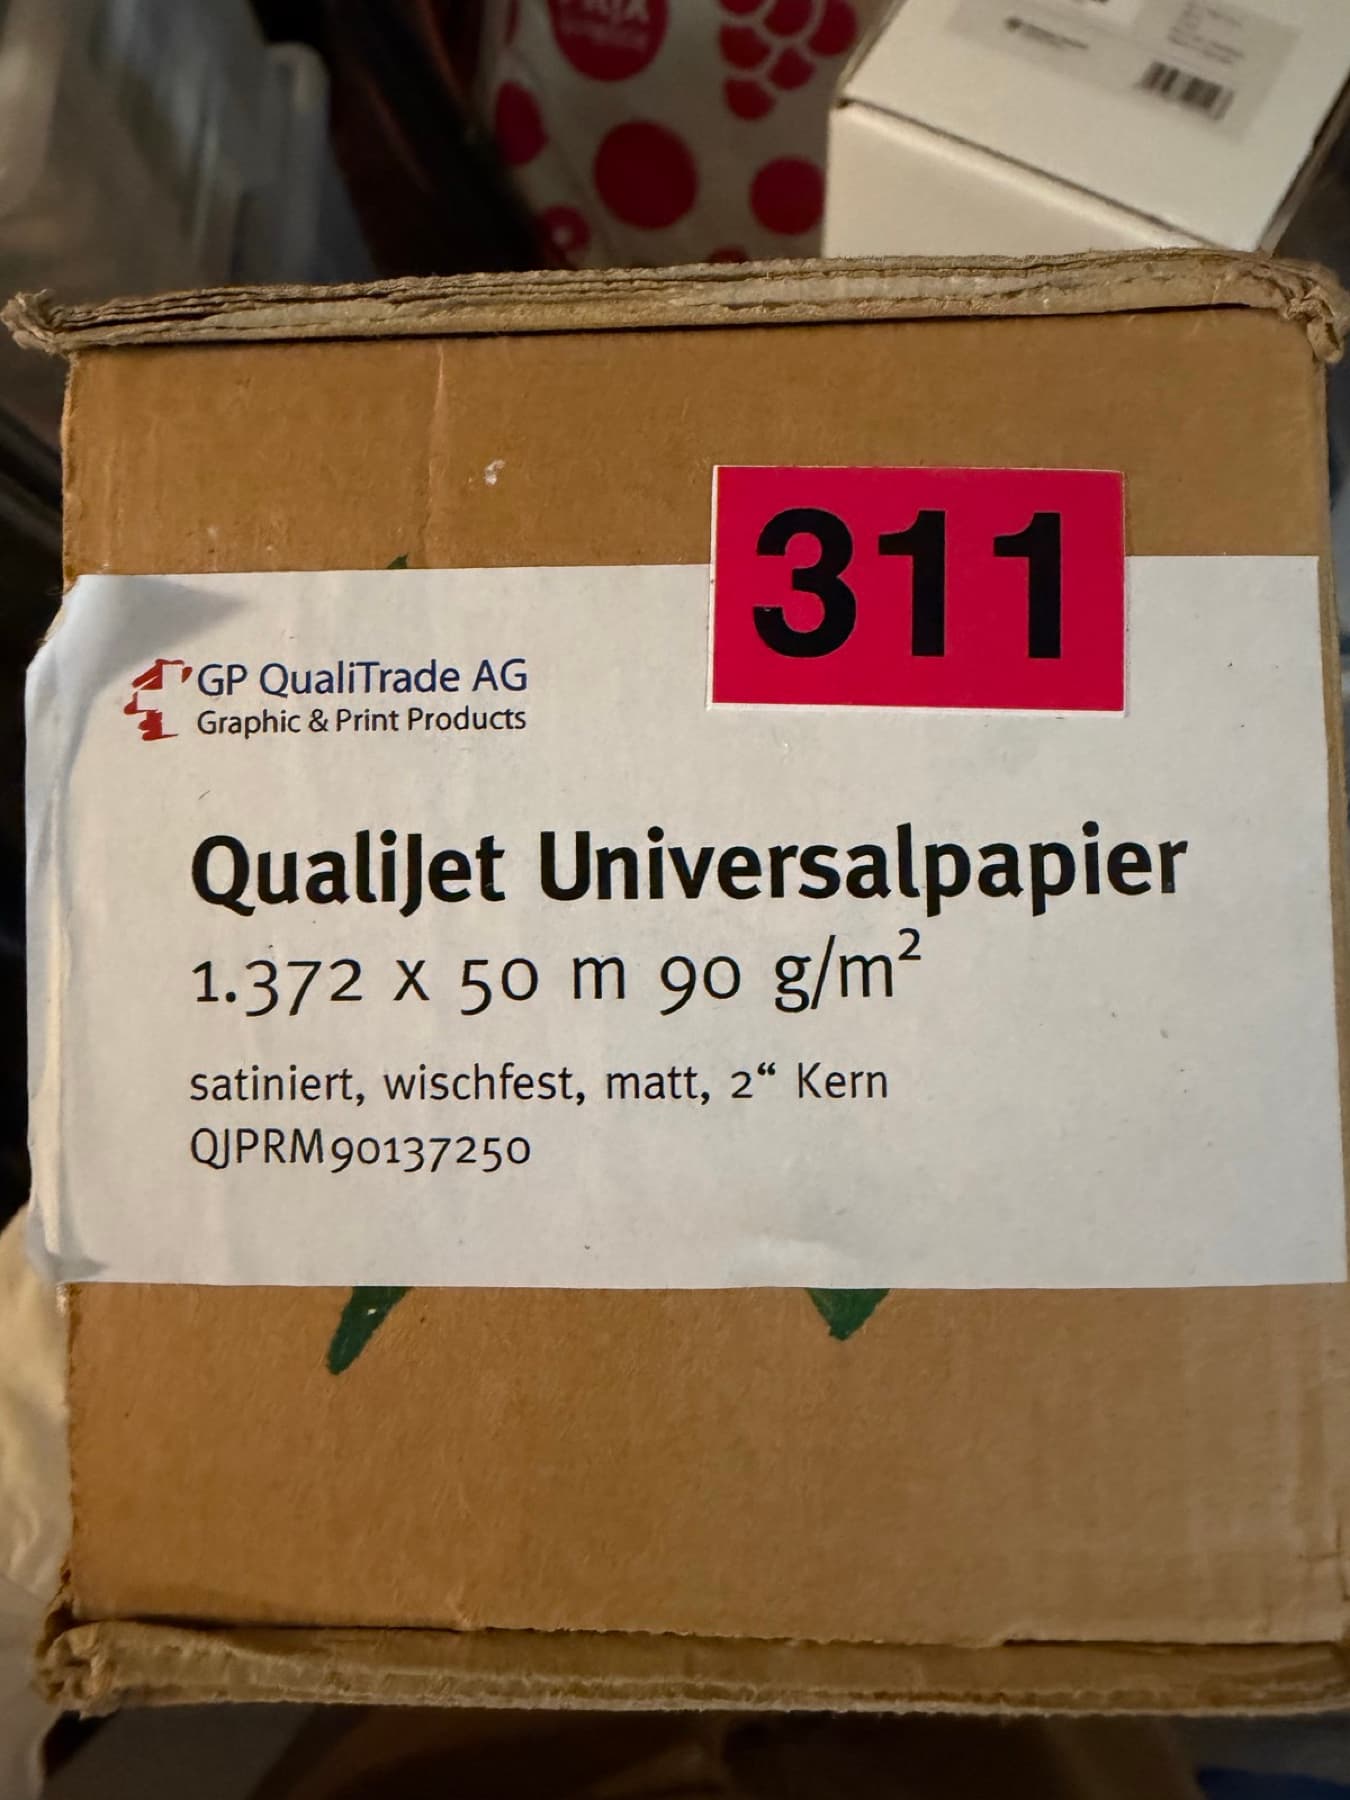 311
GP QualiTrade AG
Graphic & Print Products
QualiJet Universalpapier
1.372 x 50 m 90 g/m²
satiniert, wischfest, matt, 2“ Kern
QJPRM90137250